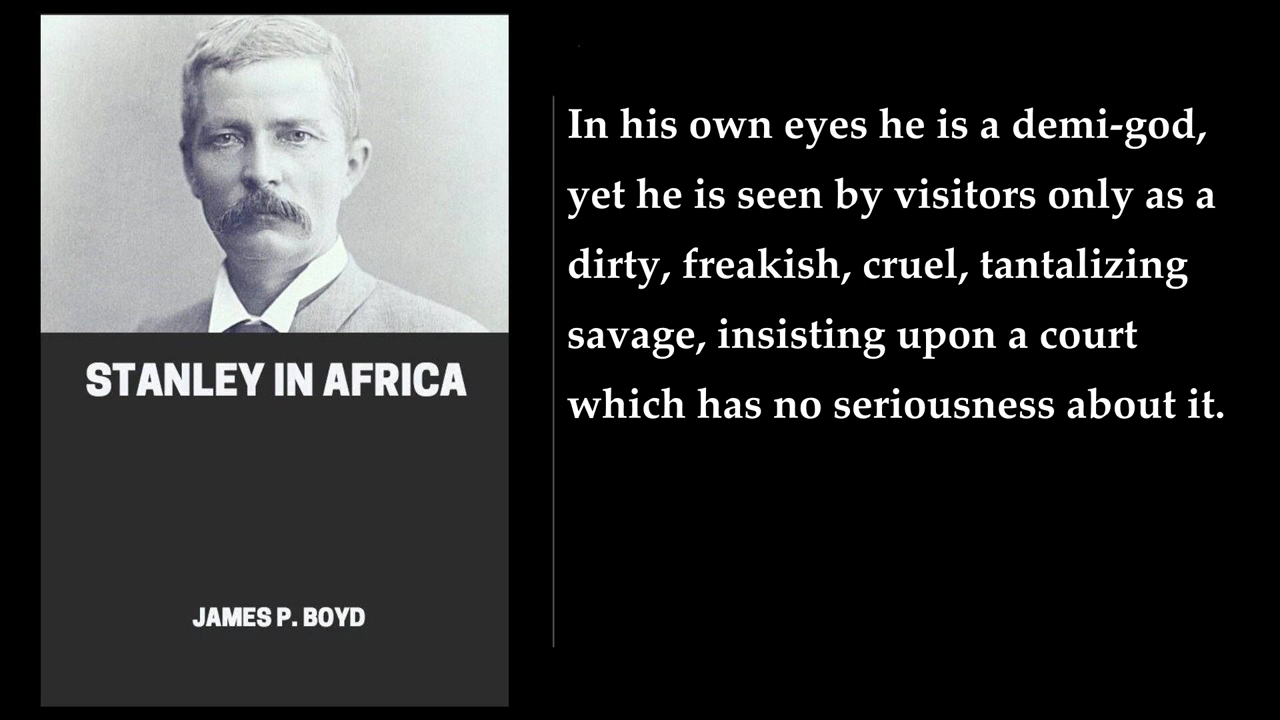 STANLEY IN AFRICA
JAMES P. BOYD
In his own eyes he is a demi-god,
yet he is seen by visitors only as a
dirty, freakish, cruel, tantalizing
savage, insisting upon a court
which has no seriousness about it.